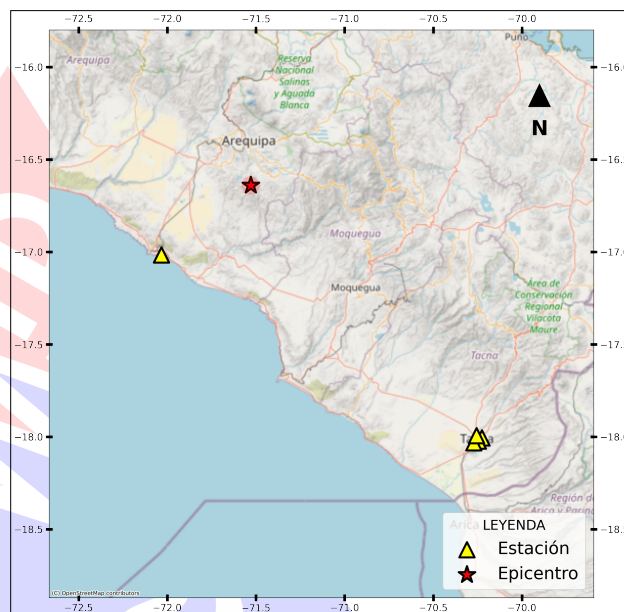 −72.5 −72.0 −71.5 −71.0 −70.5 −70.0
Puno
Arequipa
−16.0 −16.0
Reserva
Nacional
Salinas
y Aguada
Blanca
N
Arequipa
−16.5 −16.5
Moquegua
−17.0 −17.0
Moquegua
Área de
Conservación
Regional
Vilacota
Maure
−17.5 −17.5
Tacna
−18.0 −18.0
Región de
Arica y Parina
−18.5 −18.5
Arica
LEYENDA
Estación
Epicentro
(C) OpenStreetMap contributors
−72.5 −72.0 −71.5 −71.0 −70.5 −70.0